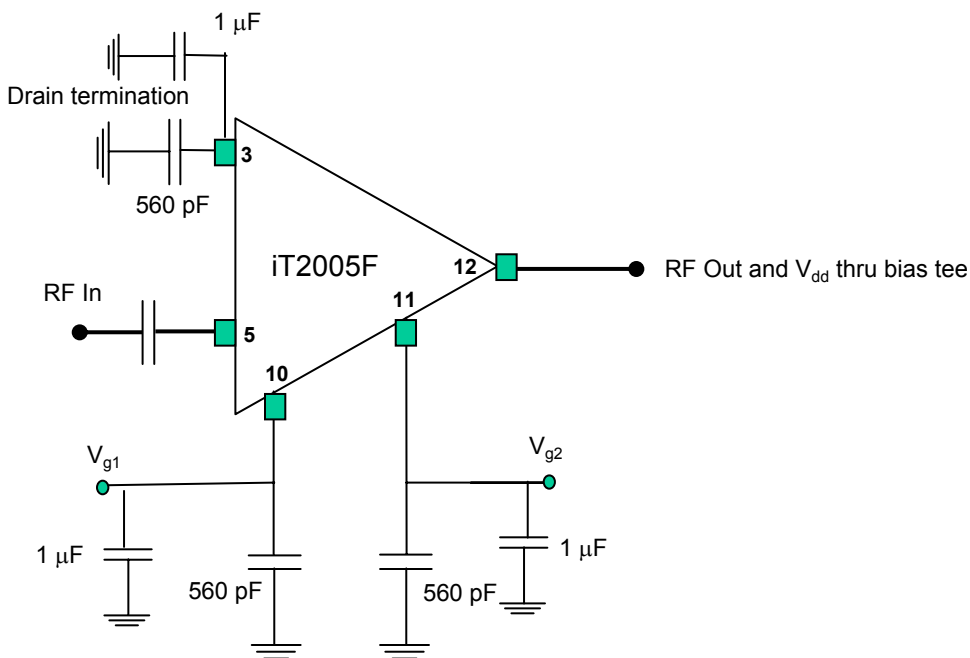 1 μF
Drain termination
3
560 pF
iT2005F
12
RF Out and Vdd thru bias tee
RF In
11
5
10
Vg1
Vg2
1 μF
1 μF
560 pF
560 pF